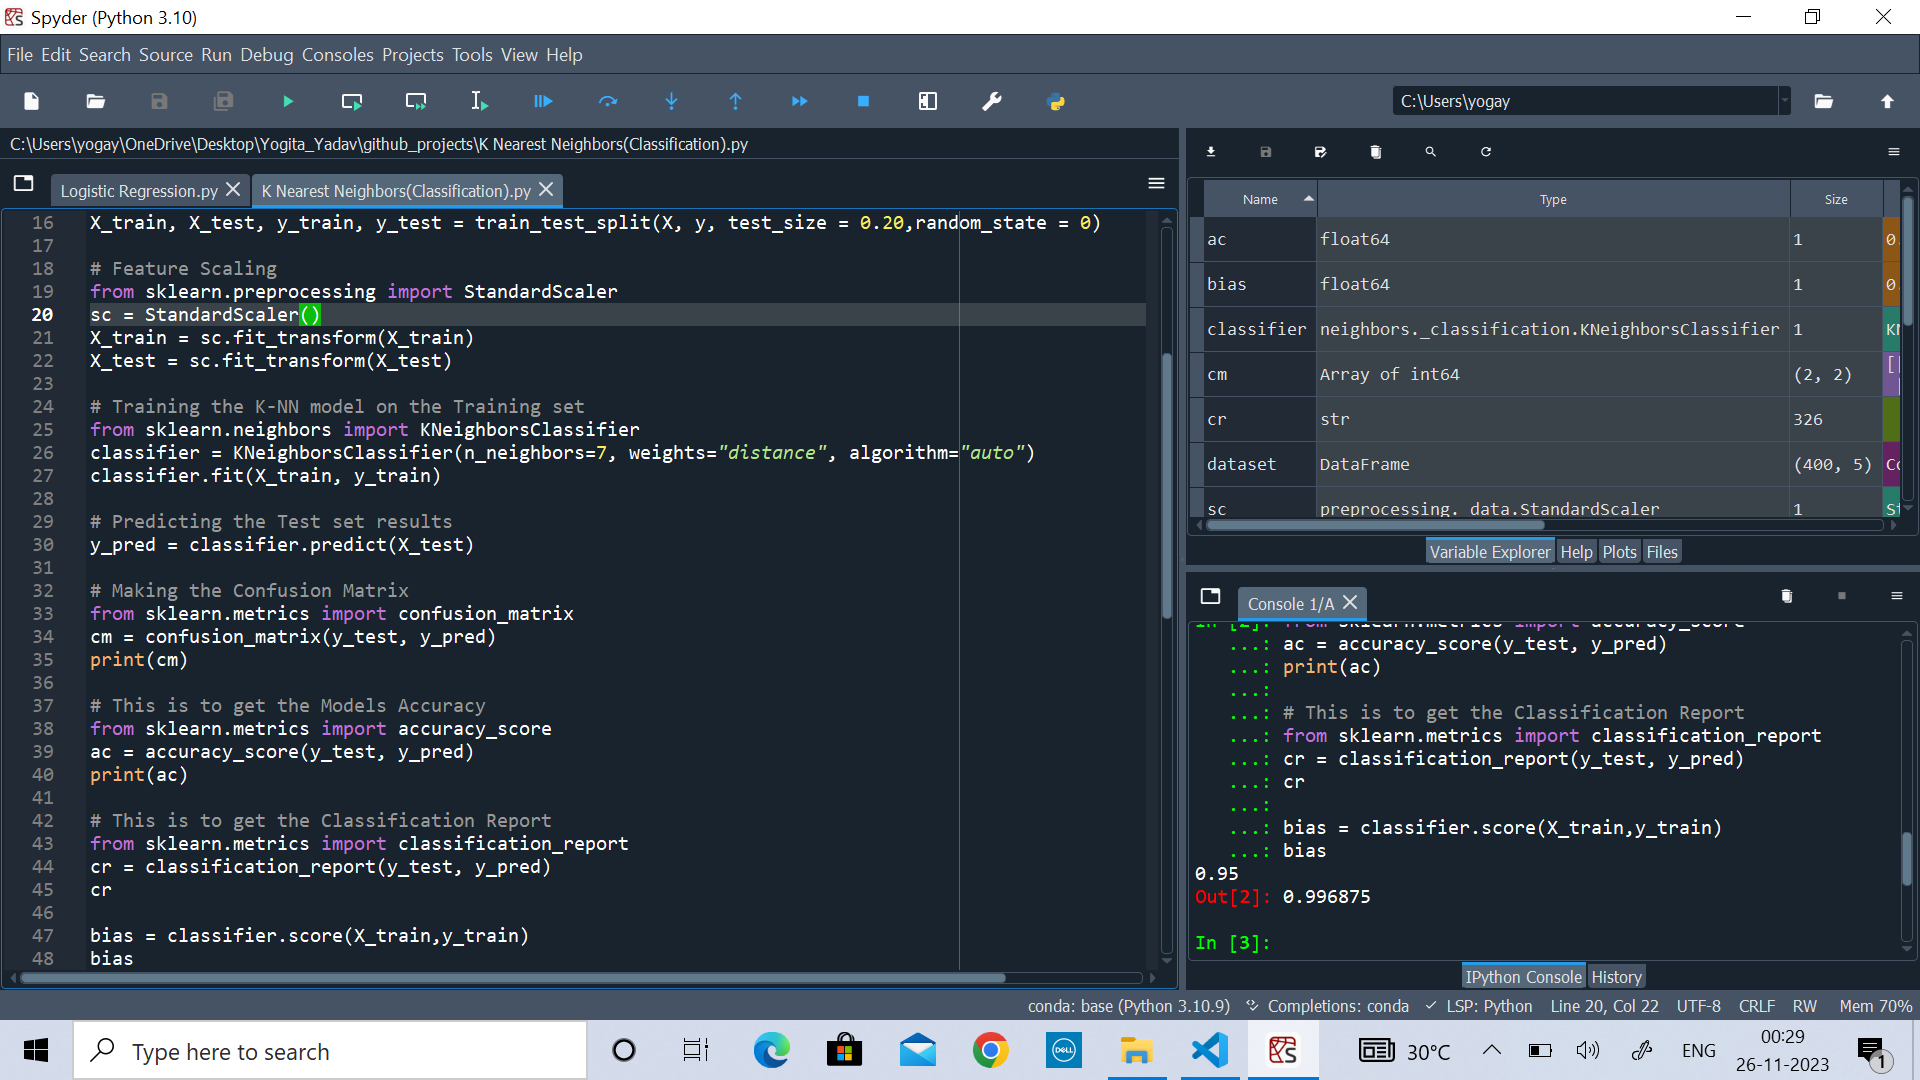 Spyder (Python 3.10)
File Edit Search Source Run Debug Consoles Projects Tools View Help
C:\Users\yogay
C:\Users\yogay\OneDrive\Desktop\Yogita_Yadav\github_projects\K Nearest Neighbors(Classification).py
Logistic Regression.py
K Nearest Neighbors(Classification).py
16 X_train, X_test, y_train, y_test = train_test_split(X, y, test_size = 0.20,random_state = 0)
17
18 # Feature Scaling
19 from sklearn.preprocessing import StandardScaler
20 sc = StandardScaler()
21 X_train = sc.fit_transform(X_train)
22 X_test = sc.fit_transform(X_test)
23
24 # Training the K-NN model on the Training set
25 from sklearn.neighbors import KNeighborsClassifier
26 classifier = KNeighborsClassifier(n_neighbors=7, weights="distance", algorithm="auto")
27 classifier.fit(X_train, y_train)
28
29 # Predicting the Test set results
30 y_pred = classifier.predict(X_test)
31
32 # Making the Confusion Matrix
33 from sklearn.metrics import confusion_matrix
34 cm = confusion_matrix(y_test, y_pred)
35 print(cm)
36
37 # This is to get the Models Accuracy
38 from sklearn.metrics import accuracy_score
39 ac = accuracy_score(y_test, y_pred)
40 print(ac)
41
42 # This is to get the Classification Report
43 from sklearn.metrics import classification_report
44 cr = classification_report(y_test, y_pred)
45 cr
46
47 bias = classifier.score(X_train,y_train)
48 bias
Name Type Size
ac float64 1 0.
bias float64 1 0.
classifier neighbors._classification.KNeighborsClassifier 1 KN
cm Array of int64 (2, 2) [[
cr str 326
dataset DataFrame (400, 5) Co
sc preprocessing._data.StandardScaler 1 St
Variable Explorer Help Plots Files
Console 1/A
In [2]: from sklearn.metrics import accuracy_score
...: ac = accuracy_score(y_test, y_pred)
...: print(ac)
...:
...: # This is to get the Classification Report
...: from sklearn.metrics import classification_report
...: cr = classification_report(y_test, y_pred)
...: cr
...:
...: bias = classifier.score(X_train,y_train)
...: bias
0.95
Out[2]: 0.996875
In [3]:
IPython Console History
conda: base (Python 3.10.9) Completions: conda LSP: Python Line 20, Col 22 UTF-8 CRLF RW Mem 70%
Type here to search
DELL
30°C
ENG
00:29
26-11-2023
1